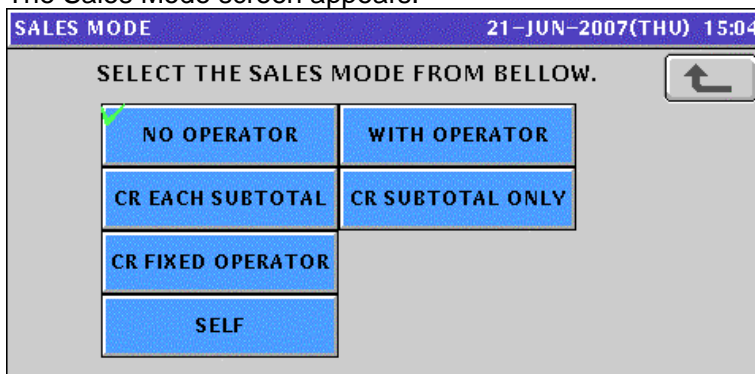 The Sales Mode screen appears.
SALES MODE 21-JUN-2007(THU) 15:04
SELECT THE SALES MODE FROM BELLOW.
NO OPERATOR WITH OPERATOR
CR EACH SUBTOTAL CR SUBTOTAL ONLY
CR FIXED OPERATOR
SELF